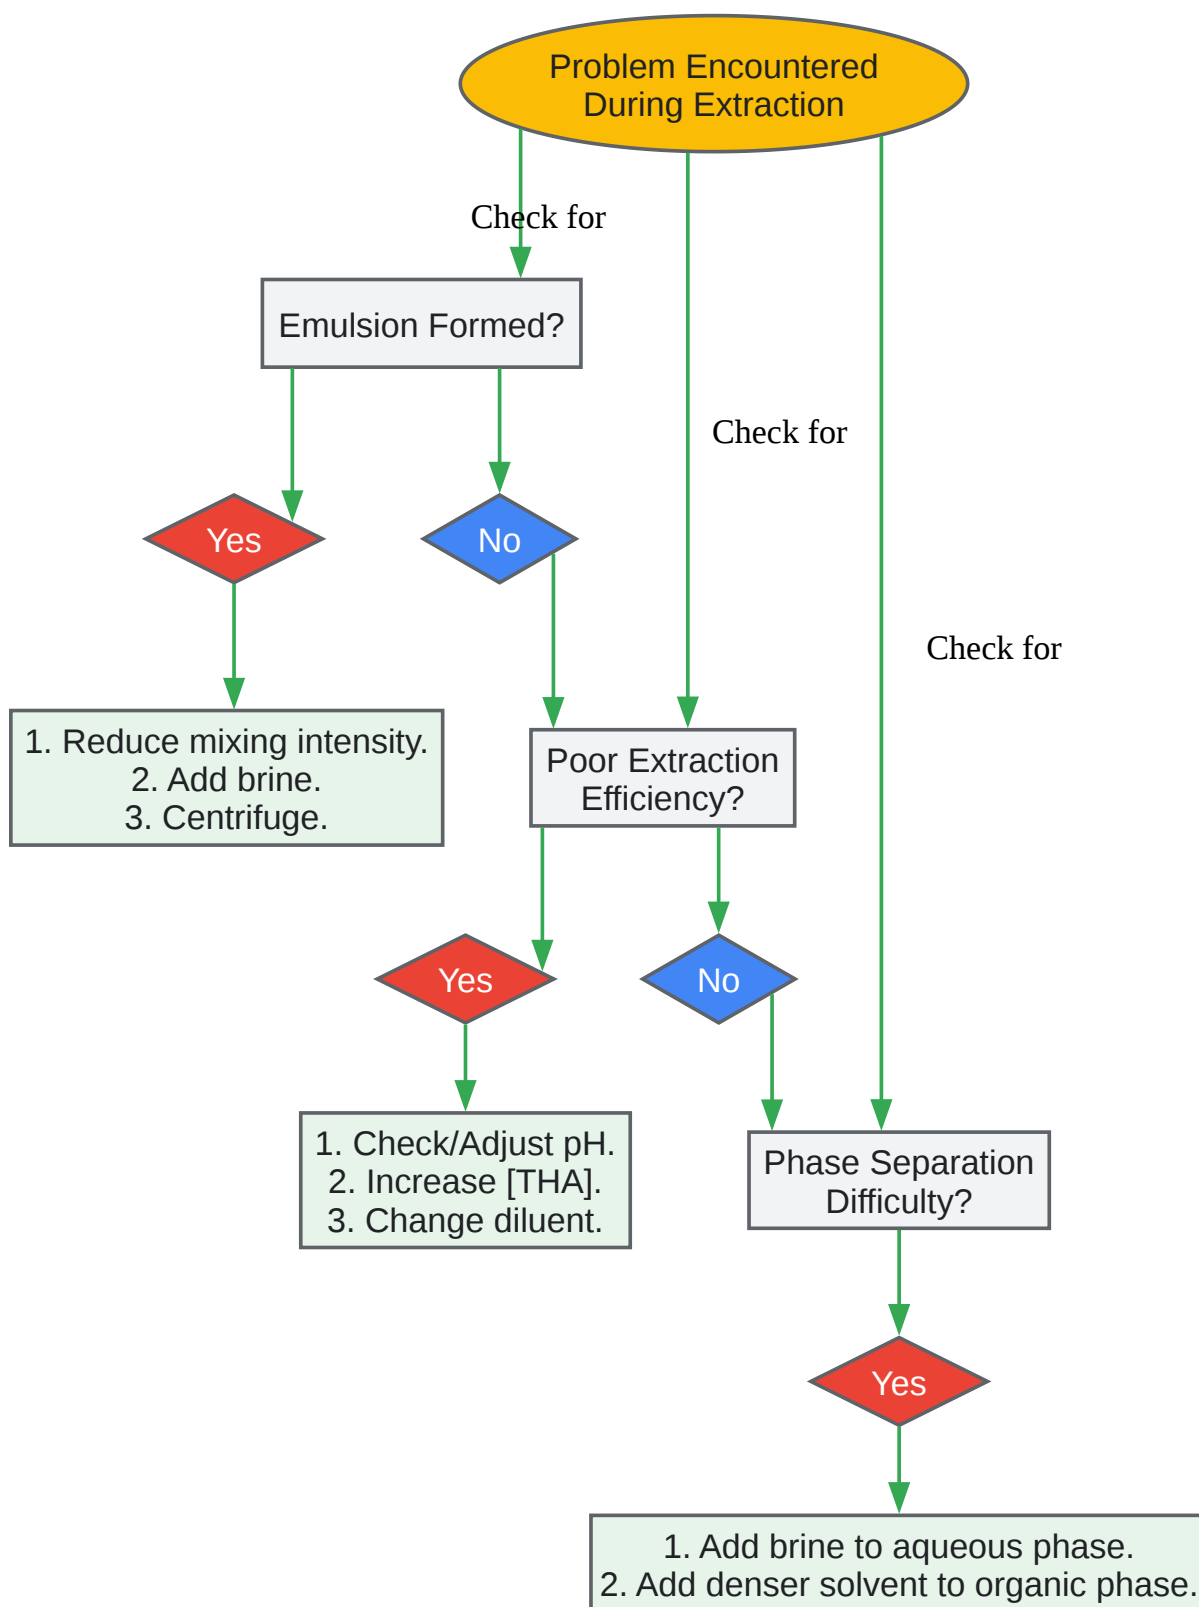 Problem Encountered
During Extraction
Check for
Emulsion Formed?
Check for
Yes
No
Check for
1. Reduce mixing intensity.
2. Add brine.
3. Centrifuge.
Poor Extraction
Efficiency?
Yes
No
1. Check/Adjust pH.
2. Increase [THA].
3. Change diluent.
Phase Separation
Difficulty?
Yes
1. Add brine to aqueous phase.
2. Add denser solvent to organic phase.